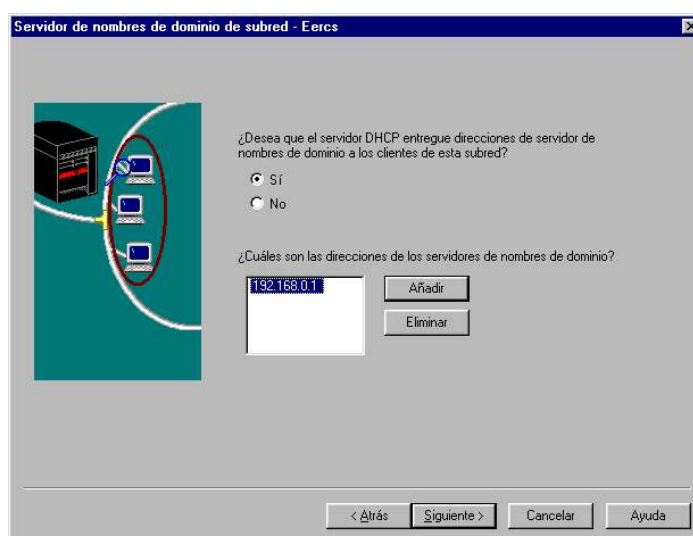 Servidor de nombres de dominio de subred - Eercs
¿Desea que el servidor DHCP entregue direcciones de servidor de
nombres de dominio a los clientes de esta subred?
Sí
No
¿Cuáles son las direcciones de los servidores de nombres de dominio?
192.168.0.1
Añadir
Eliminar
< Atrás
Siguiente >
Cancelar
Ayuda